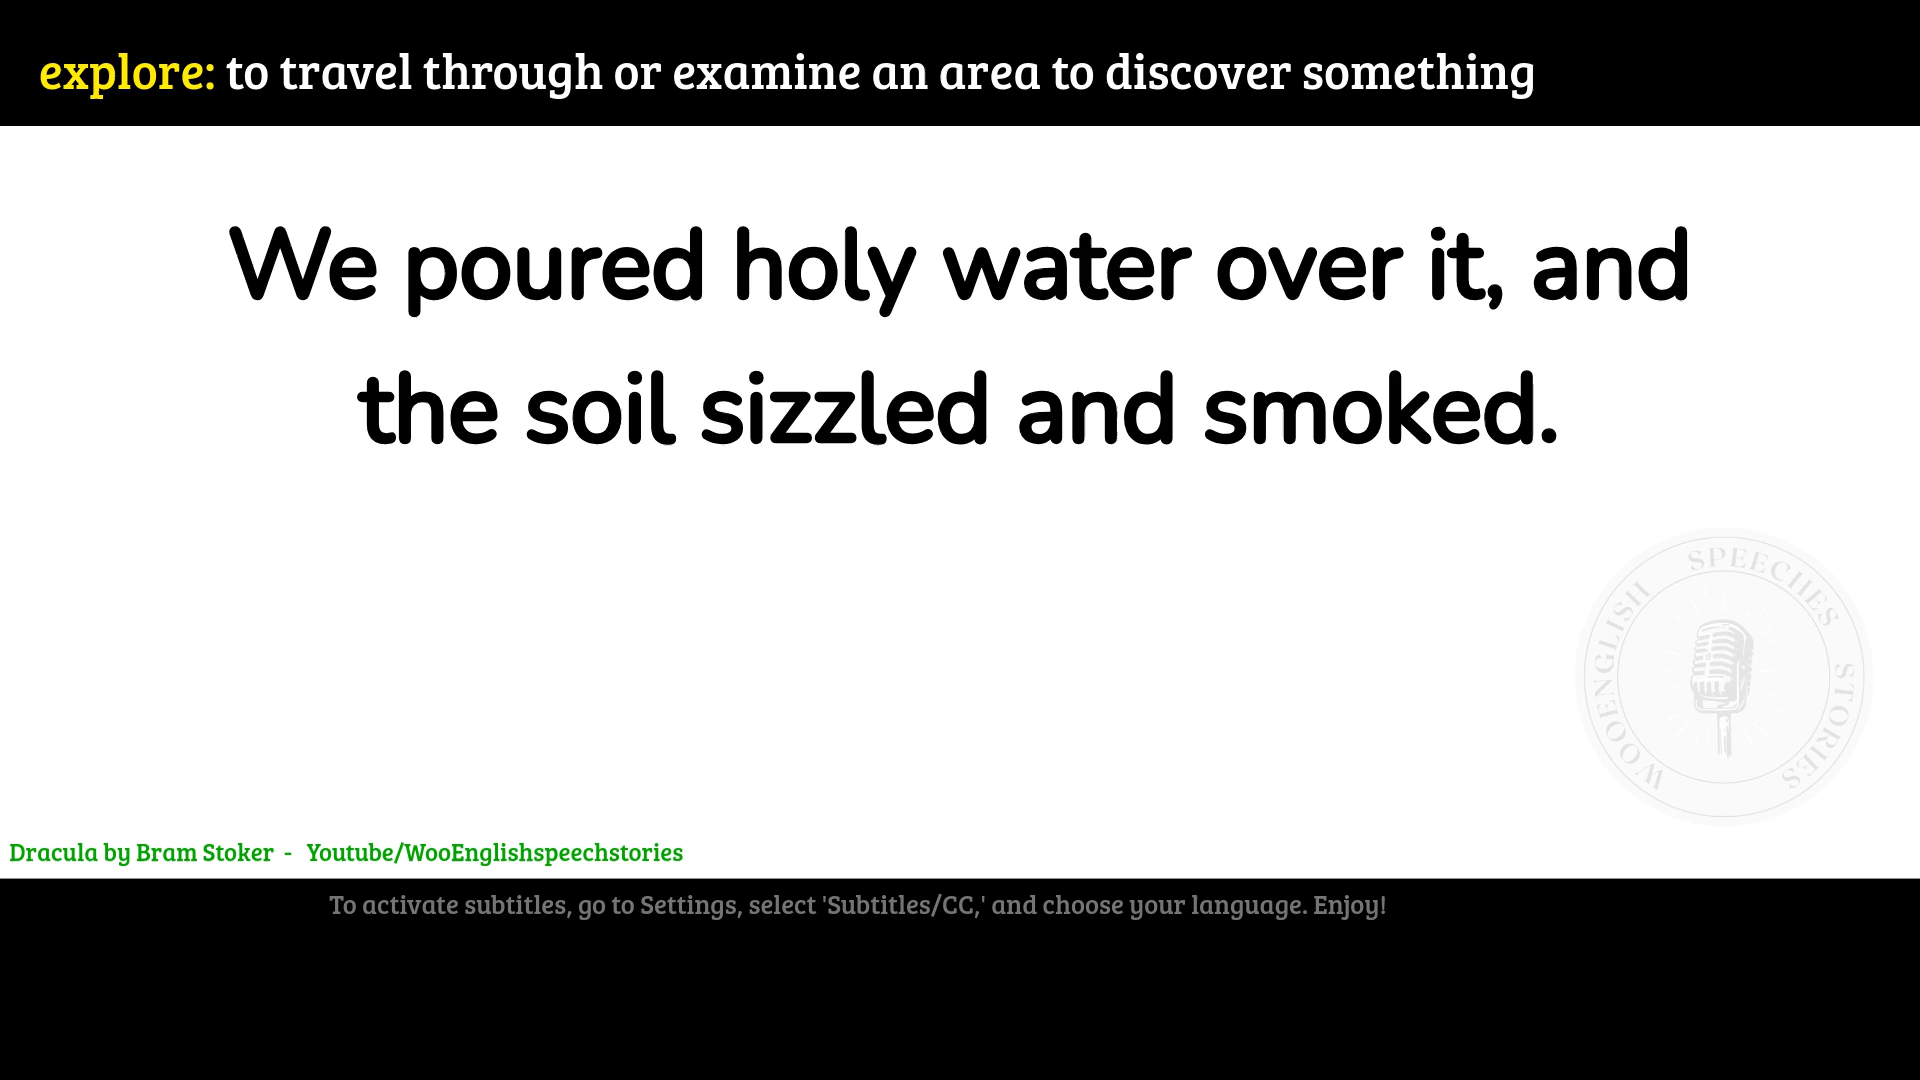 explore: to travel through or examine an area to discover something
We poured holy water over it, and
the soil sizzled and smoked.
WOOENGLISH SPEECHES STORIES
Dracula by Bram Stoker - Youtube/WooEnglishspeechstories
To activate subtitles, go to Settings, select 'Subtitles/CC,' and choose your language. Enjoy!